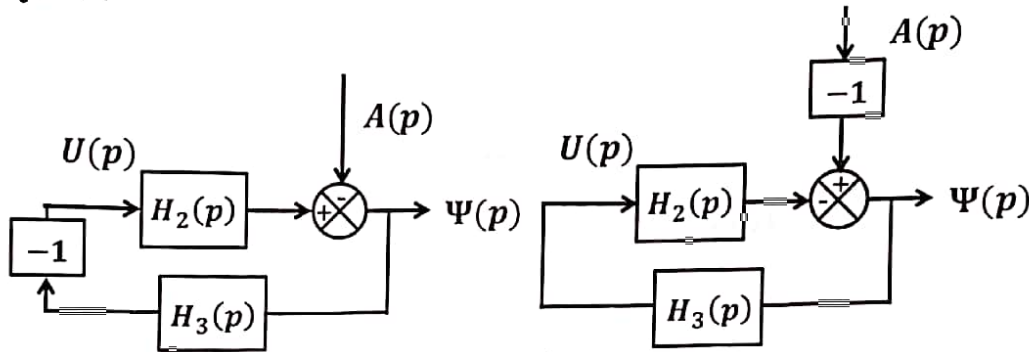 A(p)
-1
A(p)
U(p)
H₂(p)
+
-
Ψ(p)
-1
H₃(p)
U(p)
H₂(p)
+
-
Ψ(p)
H₃(p)